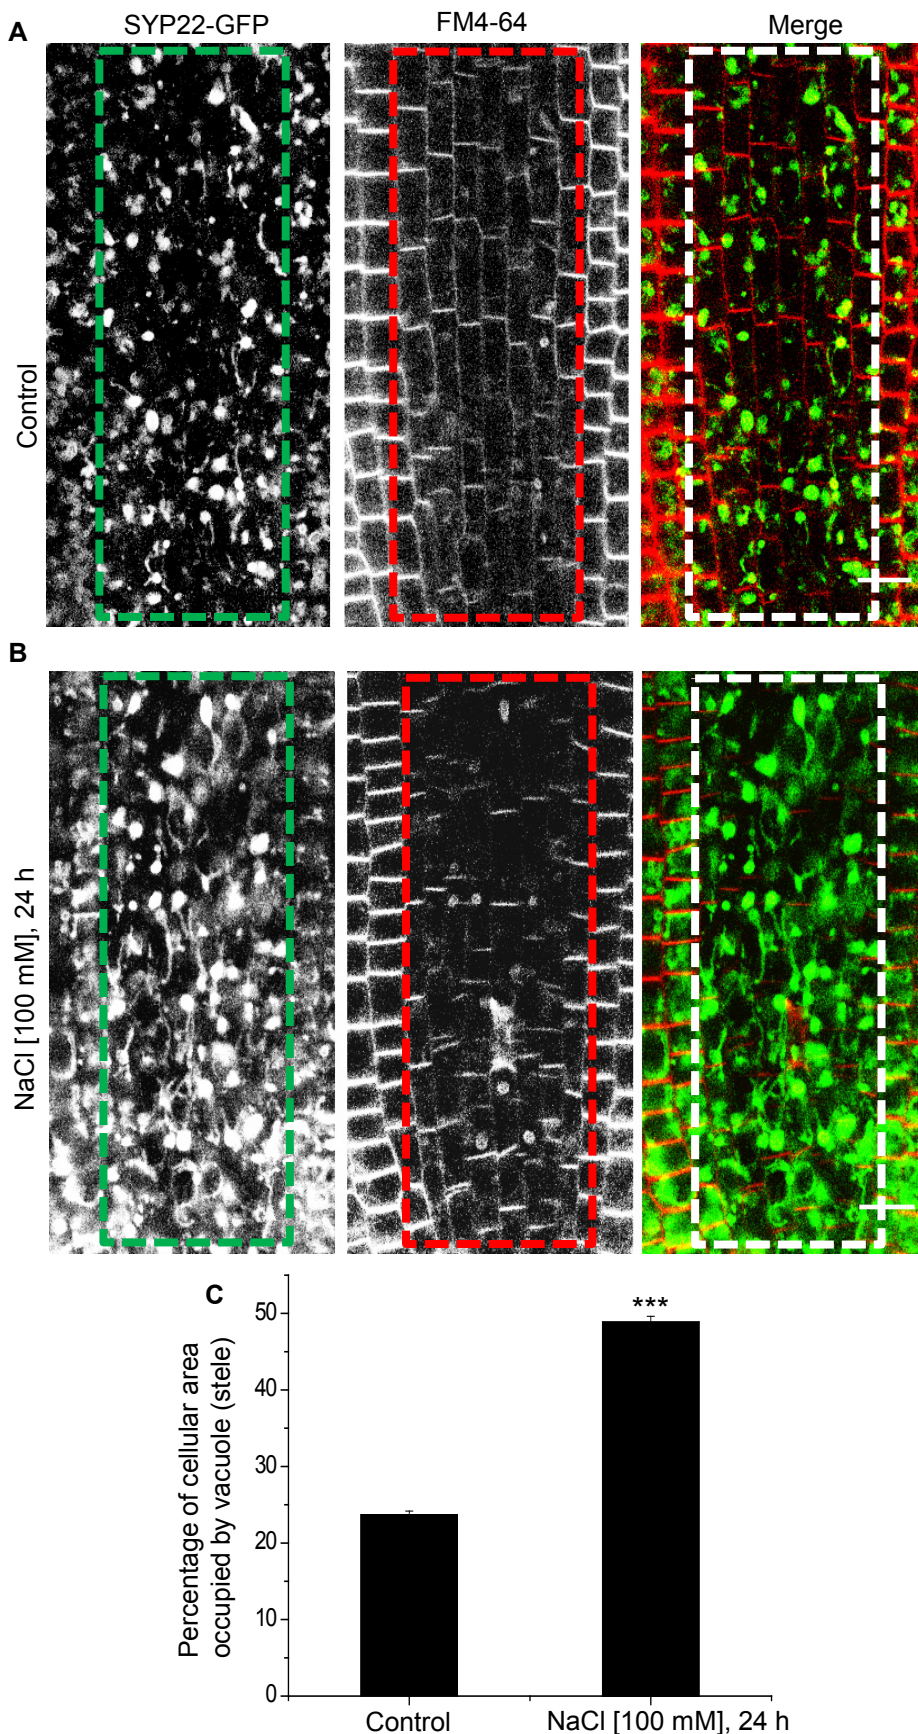 A
SYP22-GFP
FM4-64
Merge
Control
B
NaCl [100 mM], 24 h
C
Percentage of cellular area
occupied by vacuole (stele)
50
40
30
20
10
0
***
Control
NaCl [100 mM], 24 h